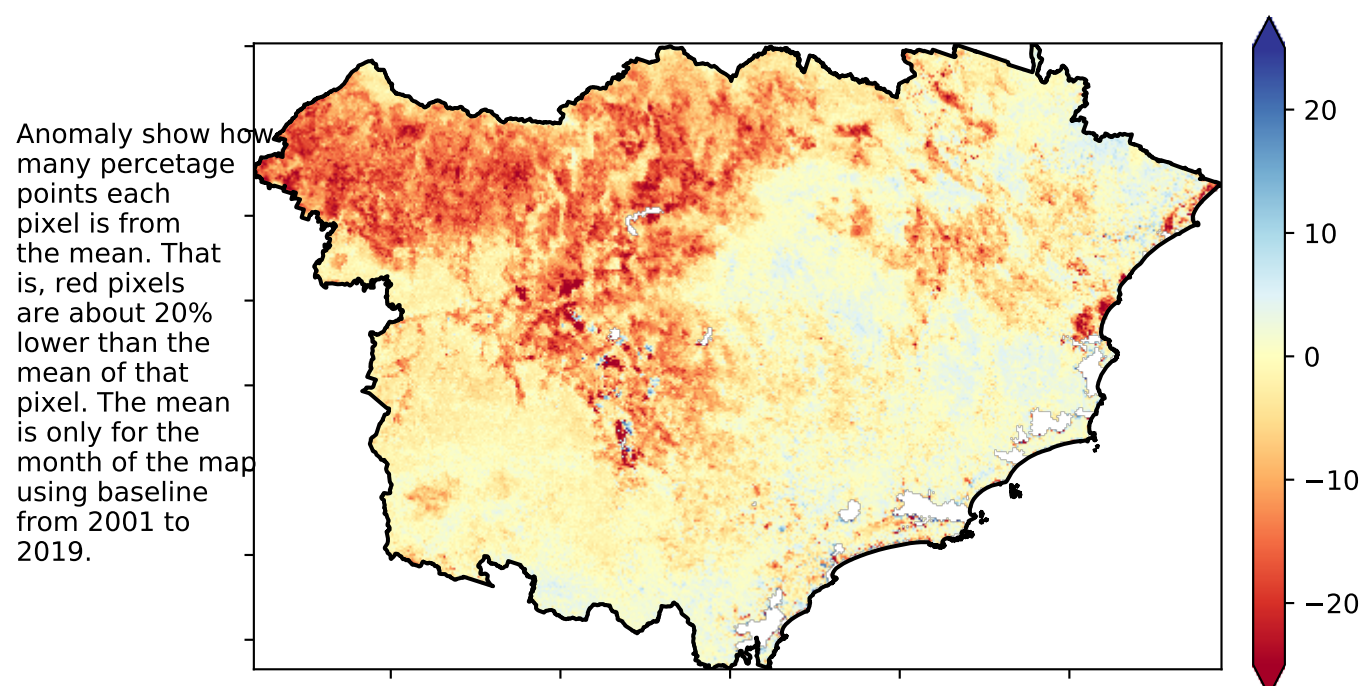 Anomaly show how
many percetage
points each
pixel is from
the mean. That
is, red pixels
are about 20%
lower than the
mean of that
pixel. The mean
is only for the
month of the map
using baseline
from 2001 to
2019.
20
10
0
−10
−20